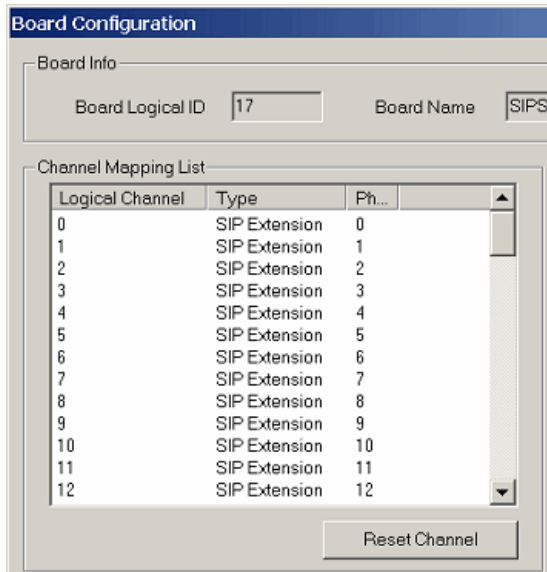 Board Configuration
Board Info
Board Logical ID 17 Board Name SIPS
Channel Mapping List
Logical Channel Type Ph...
0 SIP Extension 0
1 SIP Extension 1
2 SIP Extension 2
3 SIP Extension 3
4 SIP Extension 4
5 SIP Extension 5
6 SIP Extension 6
7 SIP Extension 7
8 SIP Extension 8
9 SIP Extension 9
10 SIP Extension 10
11 SIP Extension 11
12 SIP Extension 12
Reset Channel